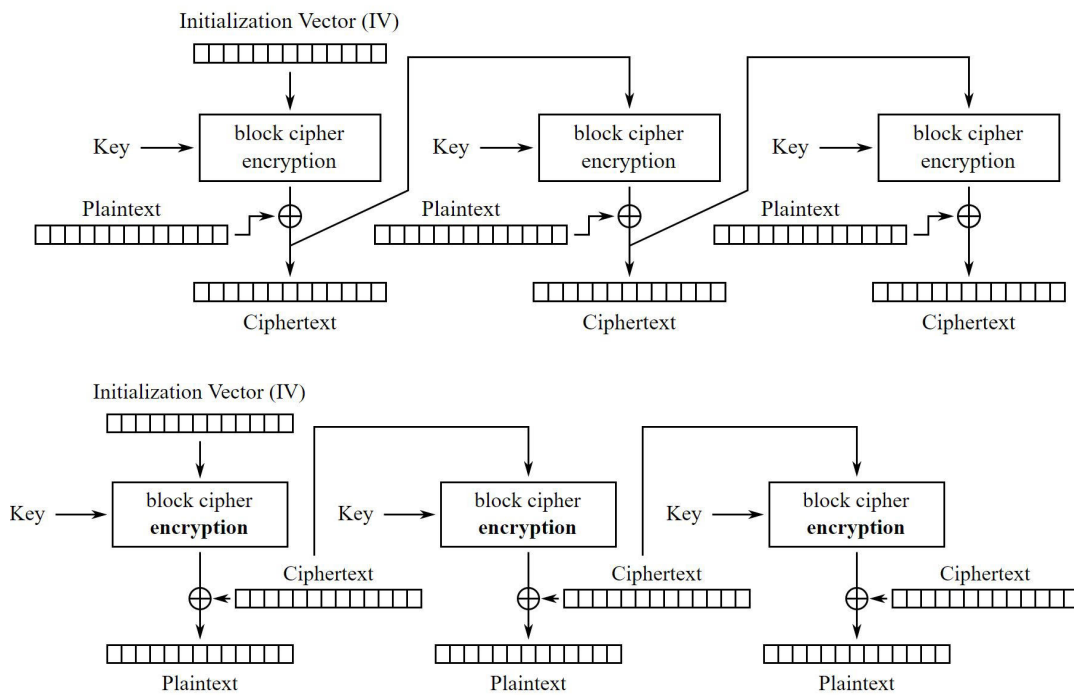 Initialization Vector (IV)
Key
block cipher
encryption
Key
block cipher
encryption
Key
block cipher
encryption
Plaintext
Plaintext
Plaintext
Ciphertext
Ciphertext
Ciphertext
Initialization Vector (IV)
Key
block cipher
encryption
Key
block cipher
encryption
Key
block cipher
encryption
Ciphertext
Ciphertext
Ciphertext
Plaintext
Plaintext
Plaintext